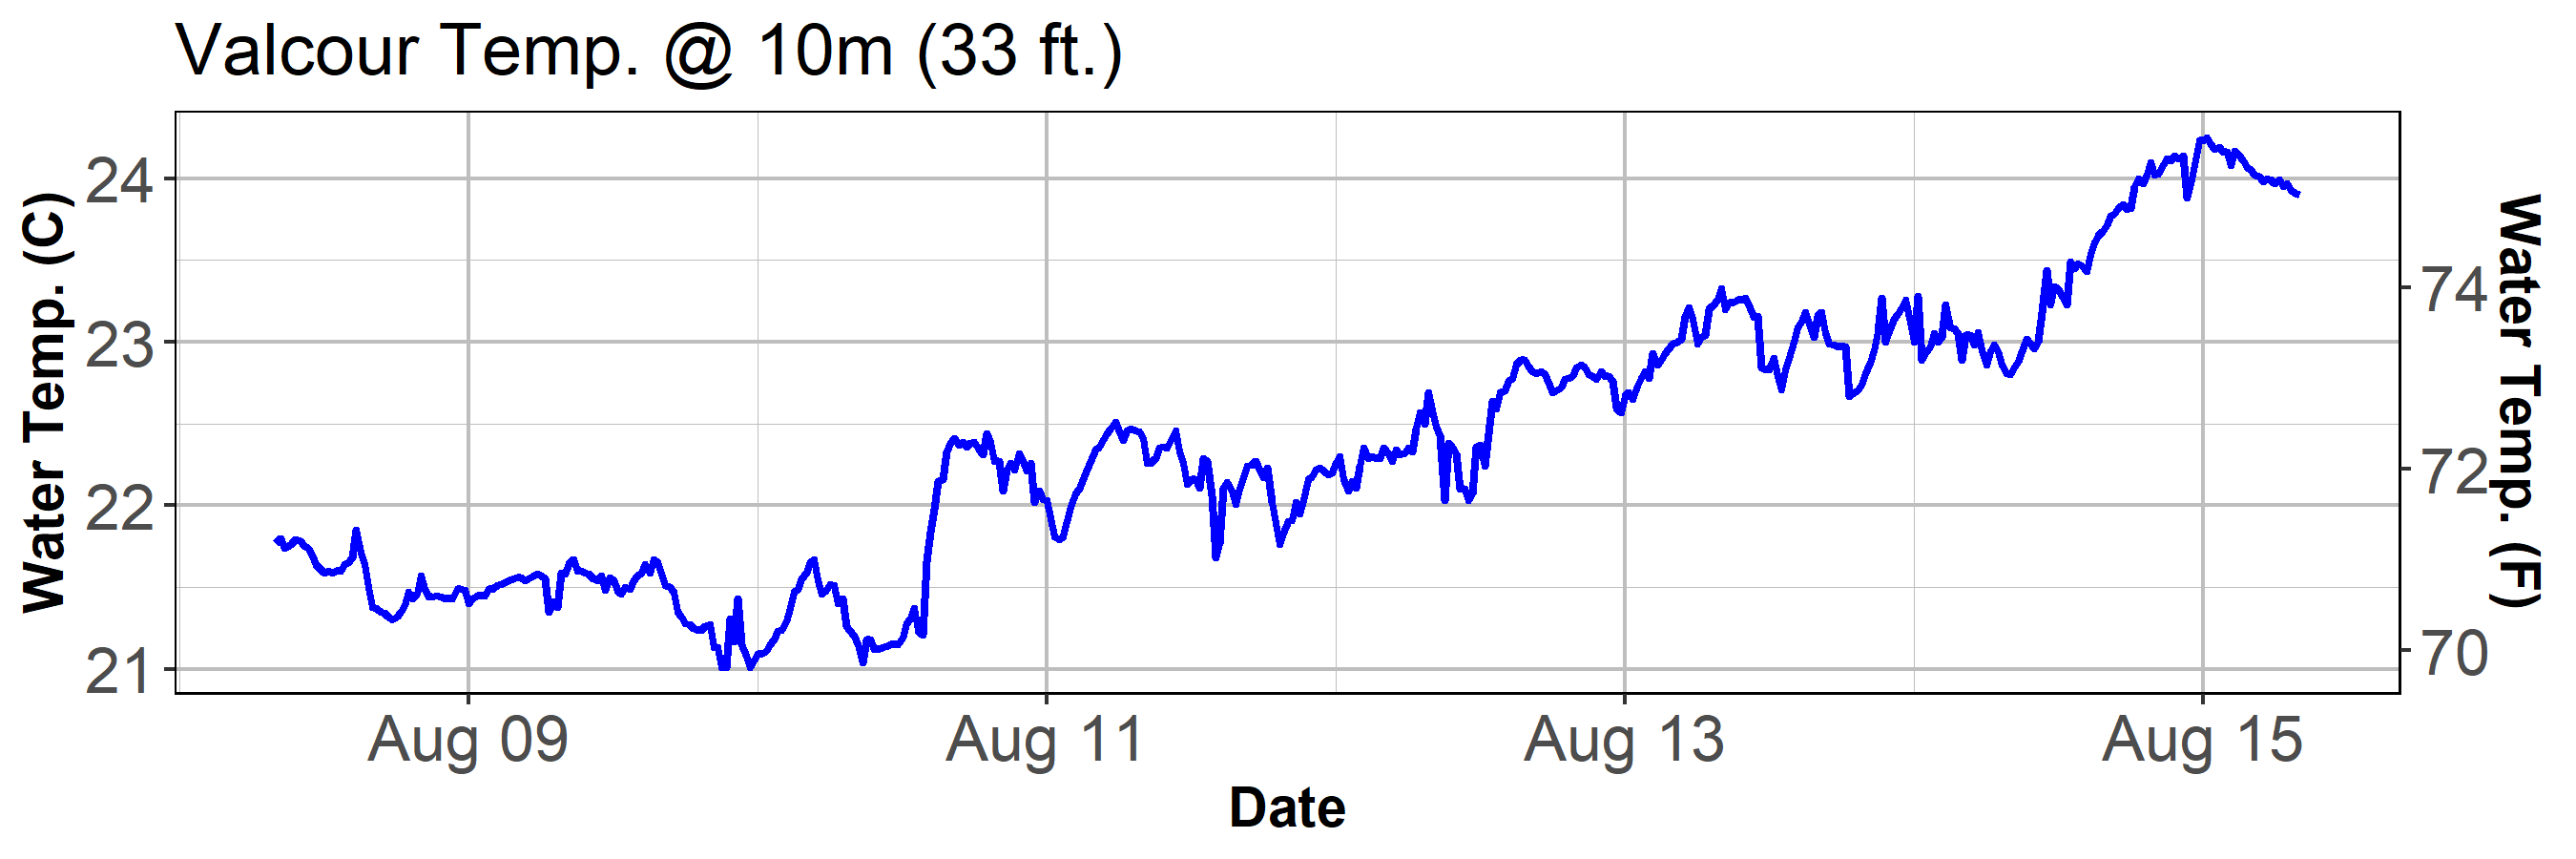 Valcour Temp. @ 10m (33 ft.)
Water Temp. (C)
24
23
22
21
74
72
70
Water Temp. (F)
Aug 09
Aug 11
Aug 13
Aug 15
Date